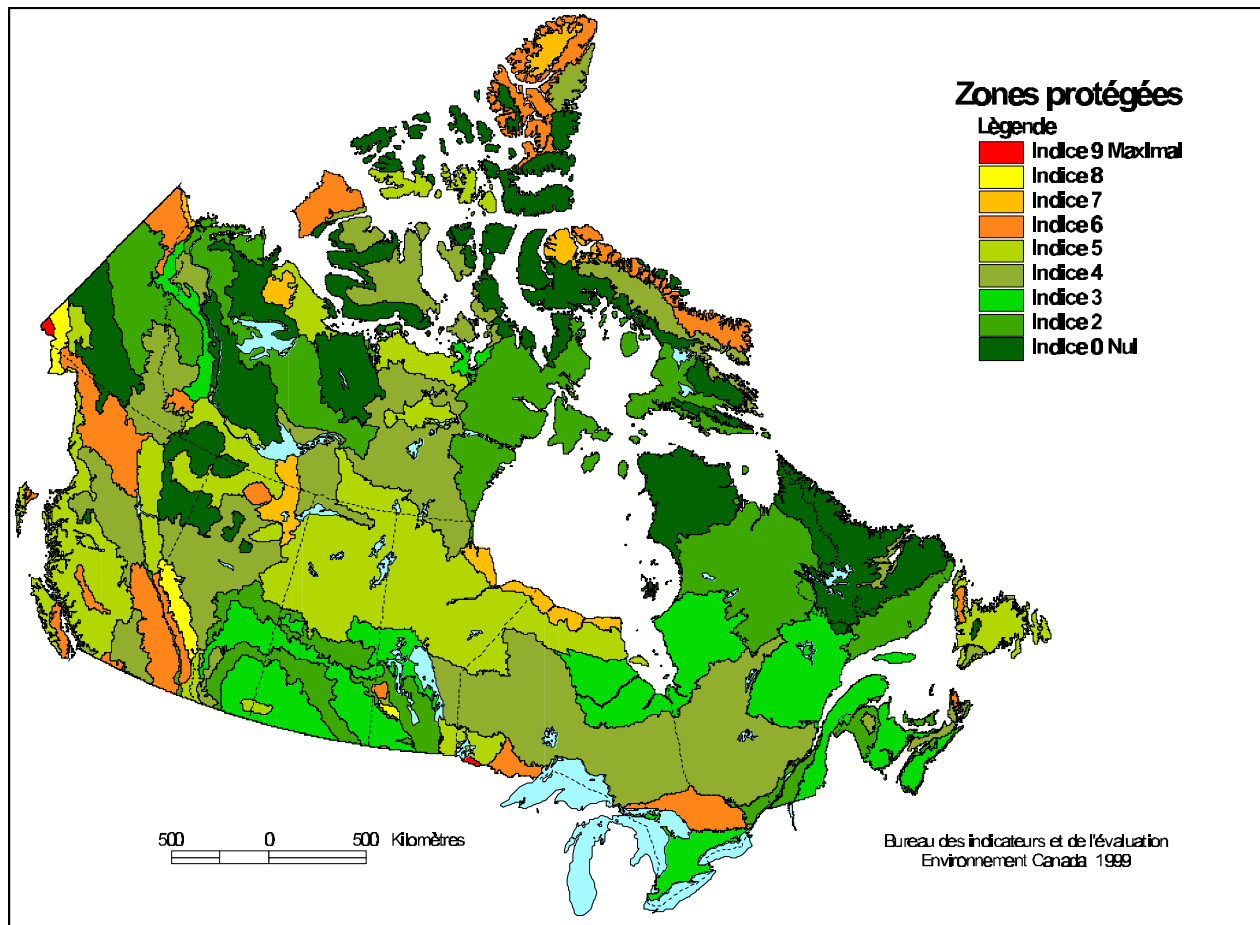 Zones protégées
Lègende
Indice 9 Maximal
Indice 8
Indice 7
Indice 6
Indice 5
Indice 4
Indice 3
Indice 2
Indice 0 Nul
500 0 500 Kilomètres
Bureau des indicateurs et de l'évaluation
Environnement Canada 1999